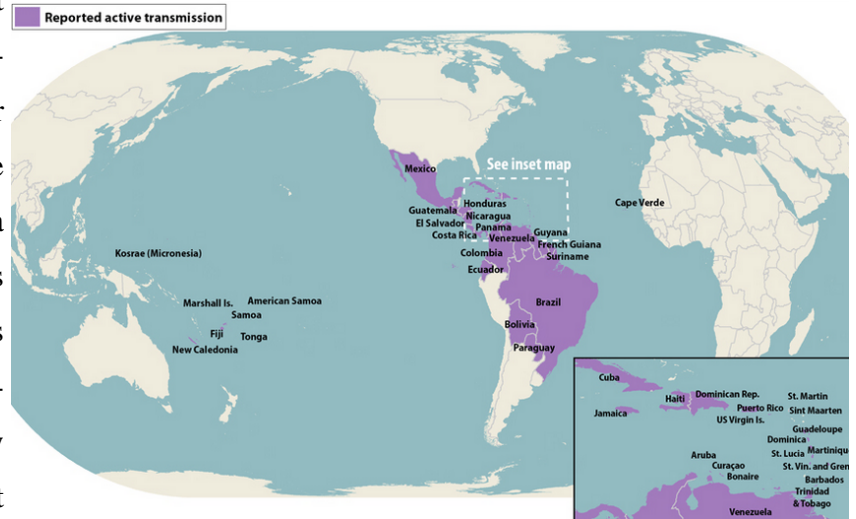 Reported active transmission
See inset map
Mexico
Honduras
Guatemala
Nicaragua
El Salvador
Panama
Costa Rica
Venezuela
Guyana
French Guiana
Suriname
Colombia
Ecuador
Brazil
Bolivia
Paraguay
Cape Verde
Kosrae (Micronesia)
Marshall Is.
American Samoa
Samoa
Fiji
Tonga
New Caledonia
Cuba
Haiti
Dominican Rep.
St. Martin
Jamaica
Puerto Rico
Sint Maarten
US Virgin Is.
Guadeloupe
Dominica
Martinique
St. Lucia
Aruba
Curaçao
St. Vin. and Gren
Bonaire
Barbados
Trinidad
& Tobago
Venezuela